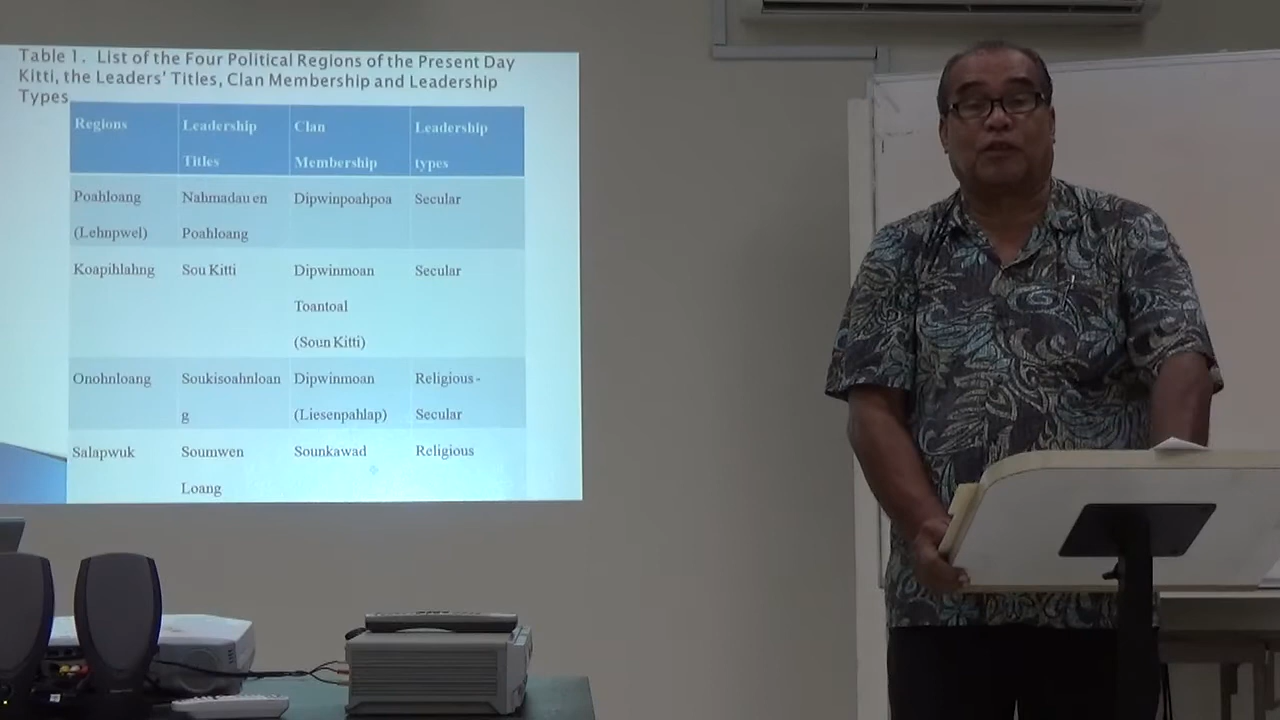 Table 1. List of the Four Political Regions of the Present Day
Kitti, the Leaders' Titles, Clan Membership and Leadership
Types
Regions
Leadership
Titles
Clan
Membership
Leadership
types
Poahloang
(Lehnpwel)
Nahmadau en
Poahloang
Dipwinpoahpoa
Secular
Koapihlahng
Sou Kitti
Dipwinmoan
Toantoal
(Soun Kitti)
Secular
Onohnloang
Soukisoahnloan
g
Dipwinmoan
(Liesenpahlap)
Religious -
Secular
Salapwuk
Soumwen
Loang
Sounkawad
Religious